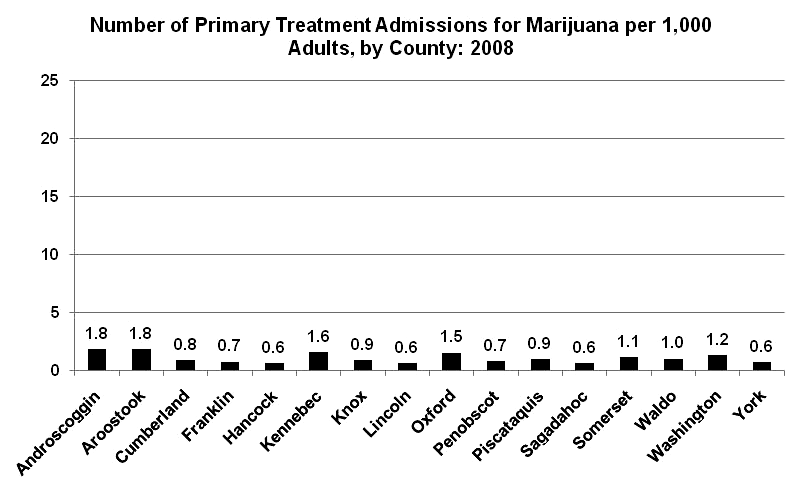 Number of Primary Treatment Admissions for Marijuana per 1,000
Adults, by County: 2008
25
20
15
10
5
0
1.8
1.8
0.8
0.7
0.6
1.6
0.9
0.6
1.5
0.7
0.9
0.6
1.1
1.0
1.2
0.6
Androscoggin
Aroostook
Cumberland
Franklin
Hancock
Kennebec
Knox
Lincoln
Oxford
Penobscot
Piscataquis
Sagadahoc
Somerset
Waldo
Washington
York